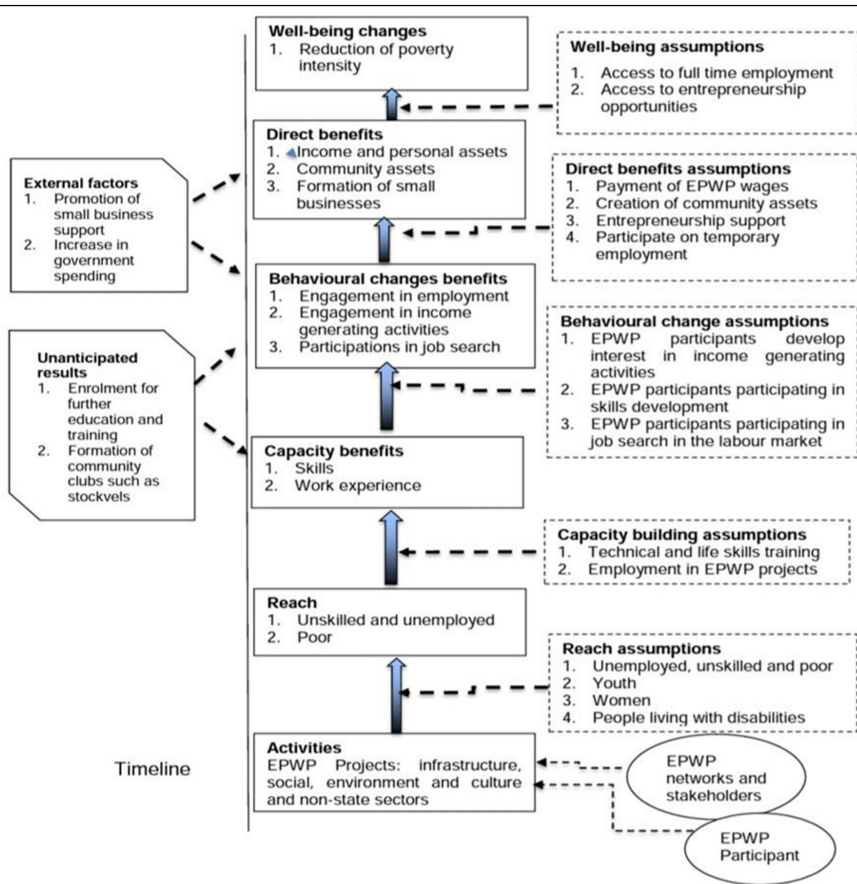 Well-being changes
1. Reduction of poverty
intensity
Well-being assumptions
1. Access to full time employment
2. Access to entrepreneurship
opportunities
Direct benefits
1. Income and personal assets
2. Community assets
3. Formation of small
businesses
Direct benefits assumptions
1. Payment of EPWP wages
2. Creation of community assets
3. Entrepreneurship support
4. Participate on temporary
employment
External factors
1. Promotion of
small business
support
2. Increase in
government
spending
Behavioural changes benefits
1. Engagement in employment
2. Engagement in income
generating activities
3. Participations in job search
Behavioural change assumptions
1. EPWP participants develop
interest in income generating
activities
2. EPWP participants participating in
skills development
3. EPWP participants participating in
job search in the labour market
Unanticipated
results
1. Enrolment for
further
education and
training
2. Formation of
community
clubs such as
stockvels
Capacity benefits
1. Skills
2. Work experience
Capacity building assumptions
1. Technical and life skills training
2. Employment in EPWP projects
Reach
1. Unskilled and unemployed
2. Poor
Reach assumptions
1. Unemployed, unskilled and poor
2. Youth
3. Women
4. People living with disabilities
Activities
EPWP Projects: infrastructure,
social, environment and culture
and non-state sectors
Timeline
EPWP
networks and
stakeholders
EPWP
Participant